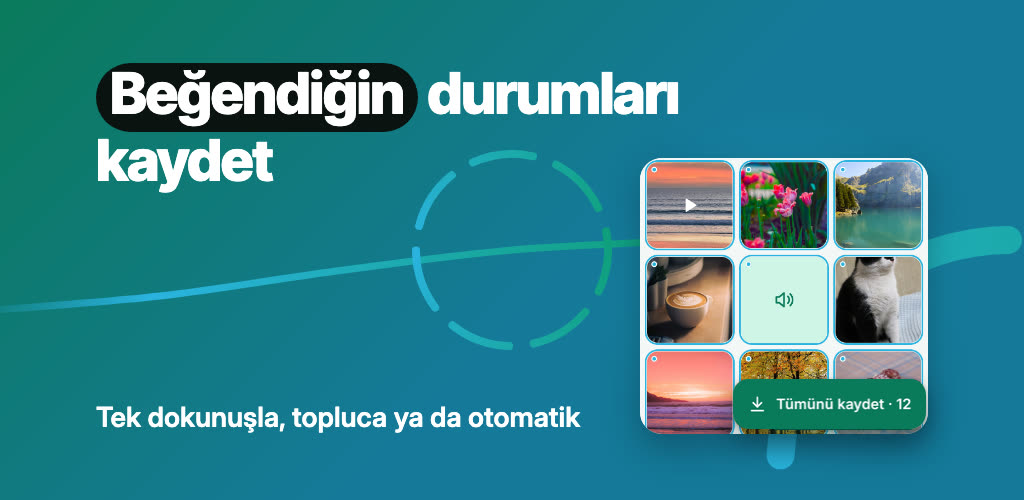 Beğendiğin durumları
kaydet
Tek dokunuşla, topluca ya da otomatik
Tümünü kaydet · 12